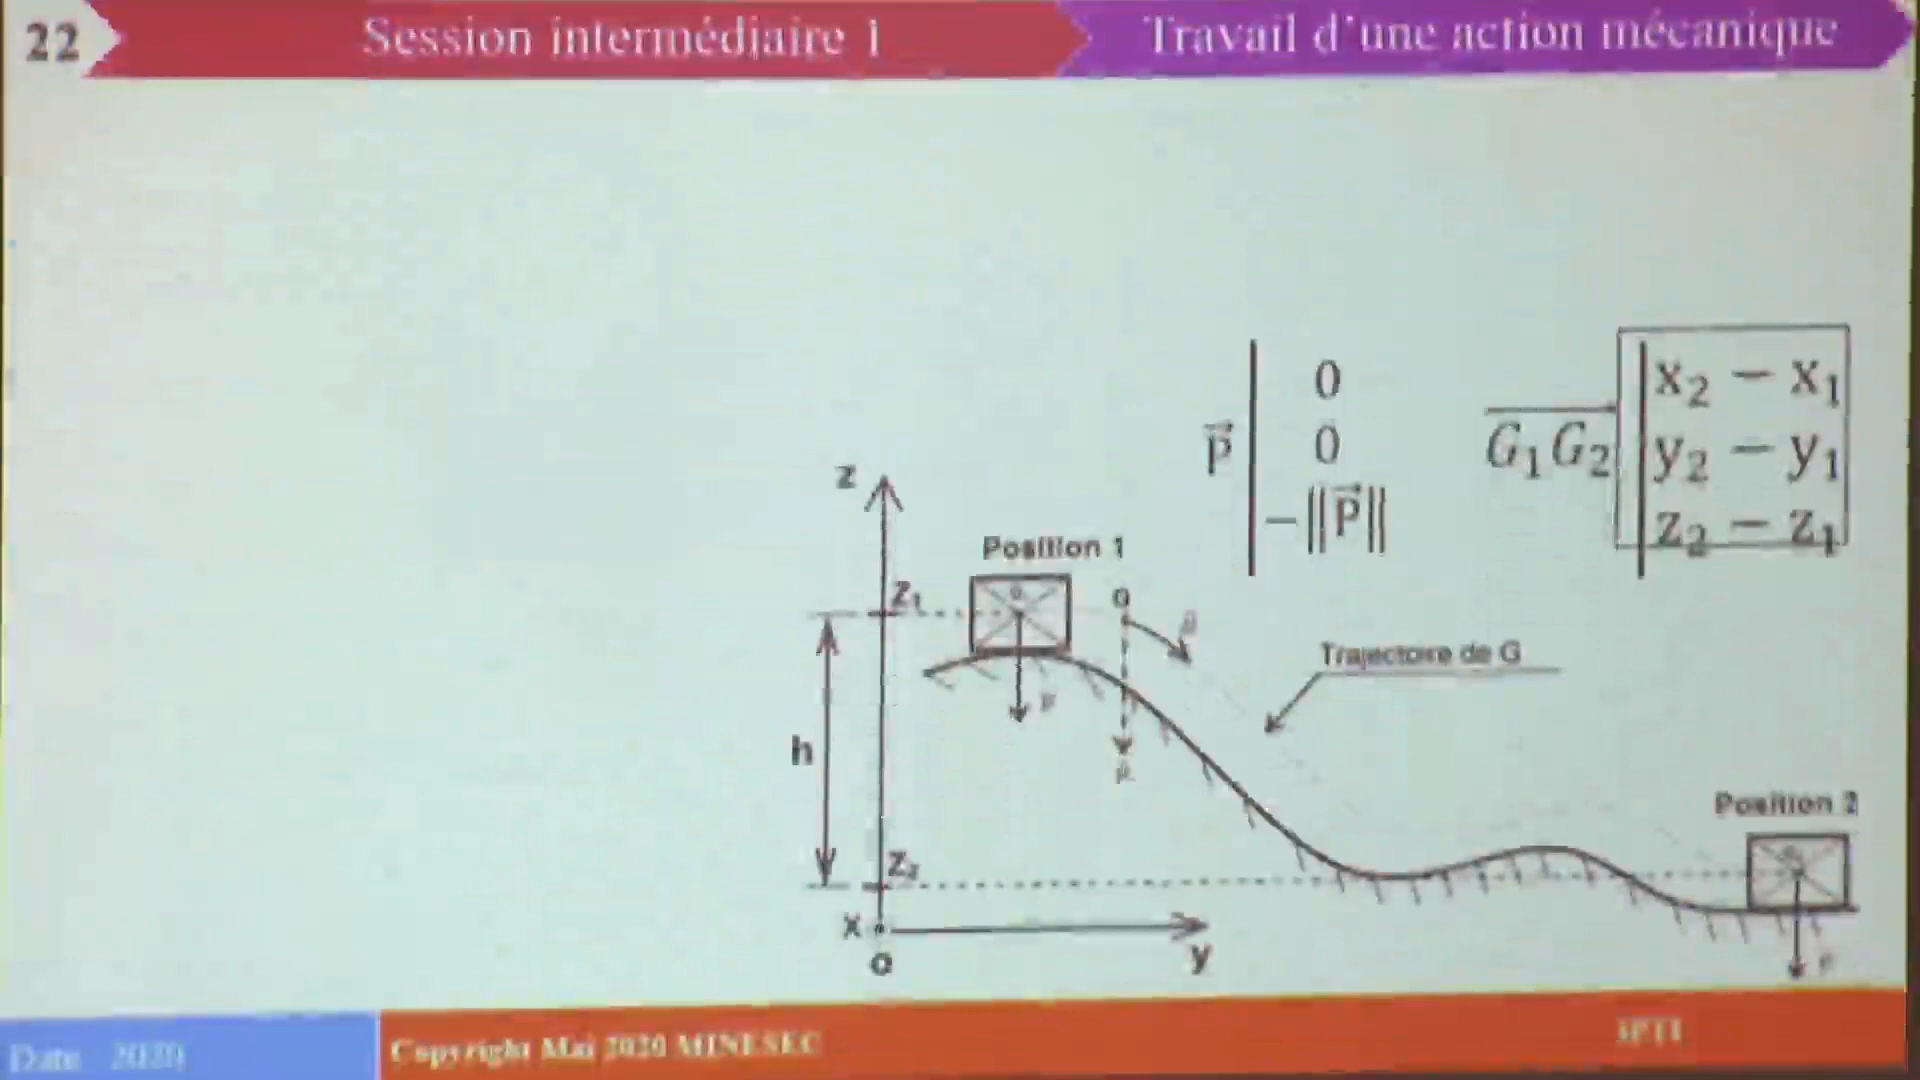 22
Session intermédiaire 1
Travail d'une action mécanique
P⃗ | 0
0
−‖P⃗‖
G₁G₂ | x₂ − x₁
y₂ − y₁
z₂ − z₁
z
Position 1
Z₁
G
P
Trajectoire de G
h
Position 2
Z₂
x
o
y
Date 2020
Copyright Mai 2020 MINESEC